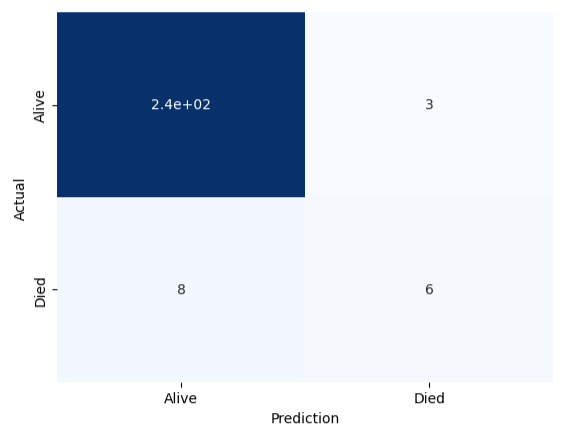 Alive
2.4e+02
3
Actual
Died
8
6
Alive
Died
Prediction